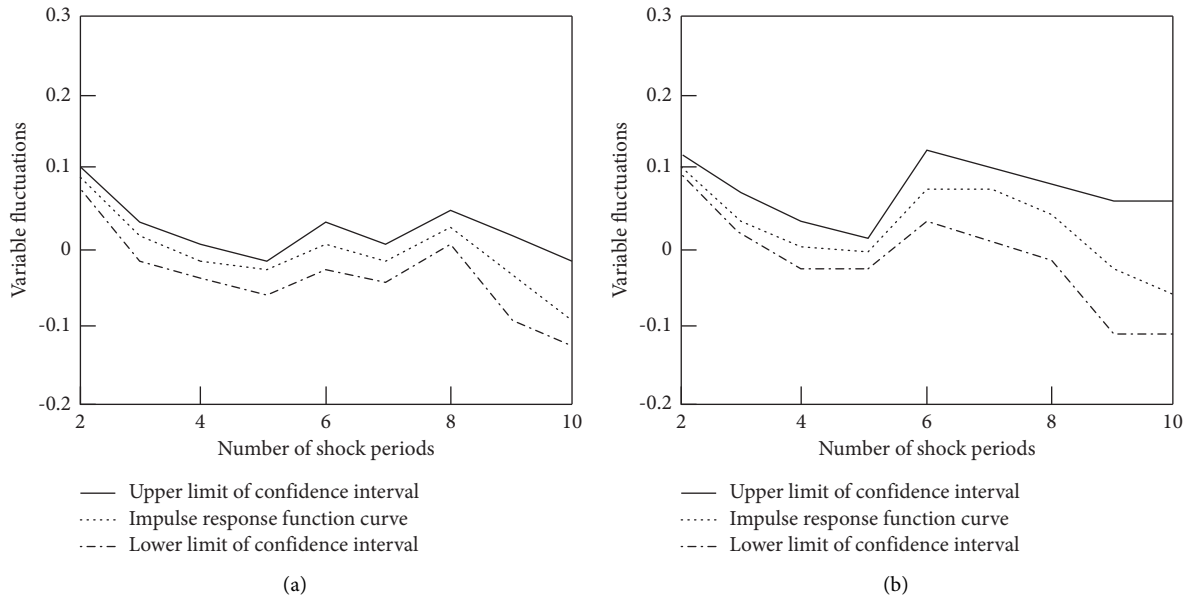 0.3
0.2
0.1
0
-0.1
-0.2
Variable fluctuations
2 4 6 8 10
Number of shock periods
Upper limit of confidence interval
Impulse response function curve
Lower limit of confidence interval
(a)
0.3
0.2
0.1
0
-0.1
-0.2
Variable fluctuations
2 4 6 8 10
Number of shock periods
Upper limit of confidence interval
Impulse response function curve
Lower limit of confidence interval
(b)